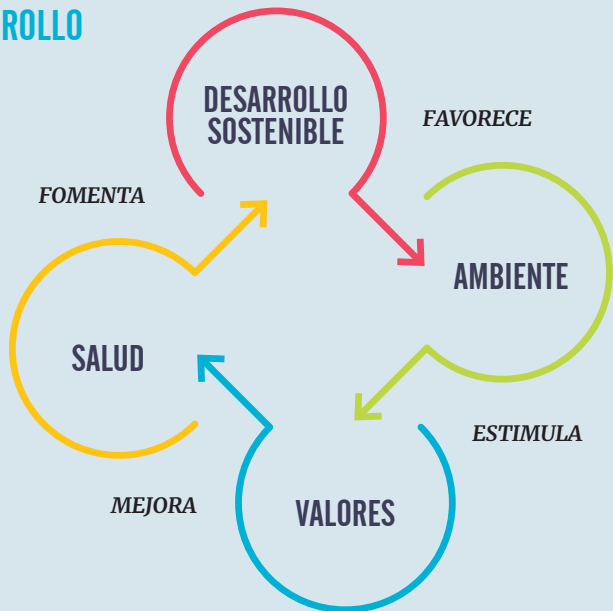 ROLLO
DESARROLLO
SOSTENIBLE
FAVORECE
FOMENTA
AMBIENTE
SALUD
ESTIMULA
MEJORA
VALORES